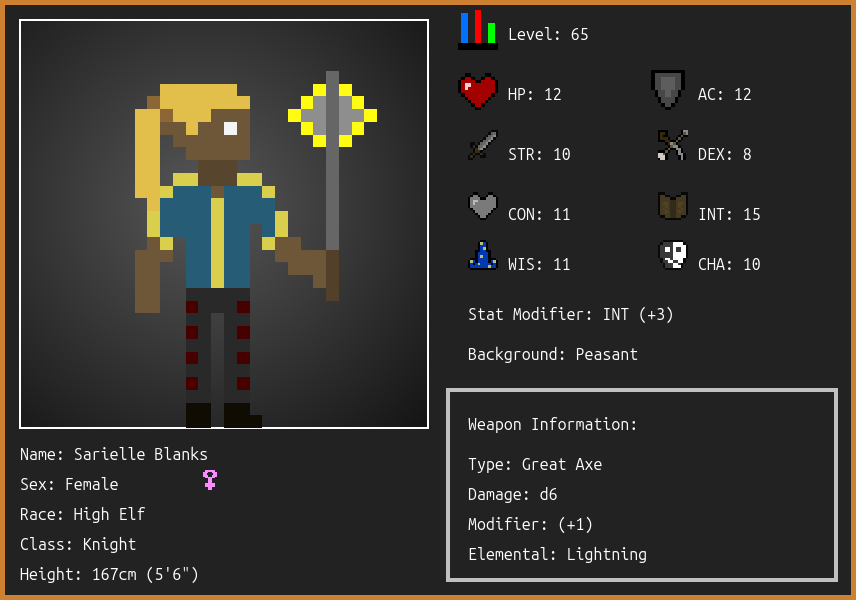 Level: 65
HP: 12
AC: 12
STR: 10
DEX: 8
CON: 11
INT: 15
WIS: 11
CHA: 10
Stat Modifier: INT (+3)
Background: Peasant
Weapon Information:
Type: Great Axe
Damage: d6
Modifier: (+1)
Elemental: Lightning
Name: Sarielle Blanks
Sex: Female
Race: High Elf
Class: Knight
Height: 167cm (5'6")